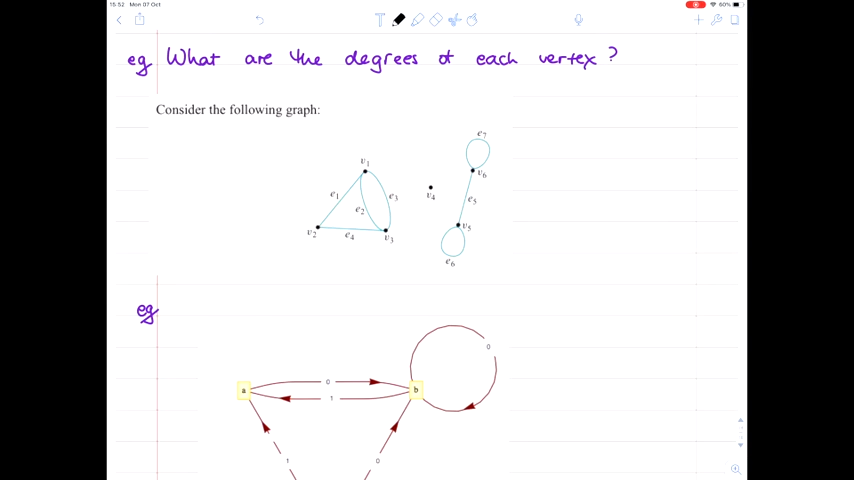 15:52 Mon 07 Oct
60%
T
eg What are the degrees of each vertex ?
Consider the following graph:
e7
v1
v6
e1
e3
v4
e5
e2
v2
e4
v3
v5
e6
eg
0
a
0
b
1
1
0